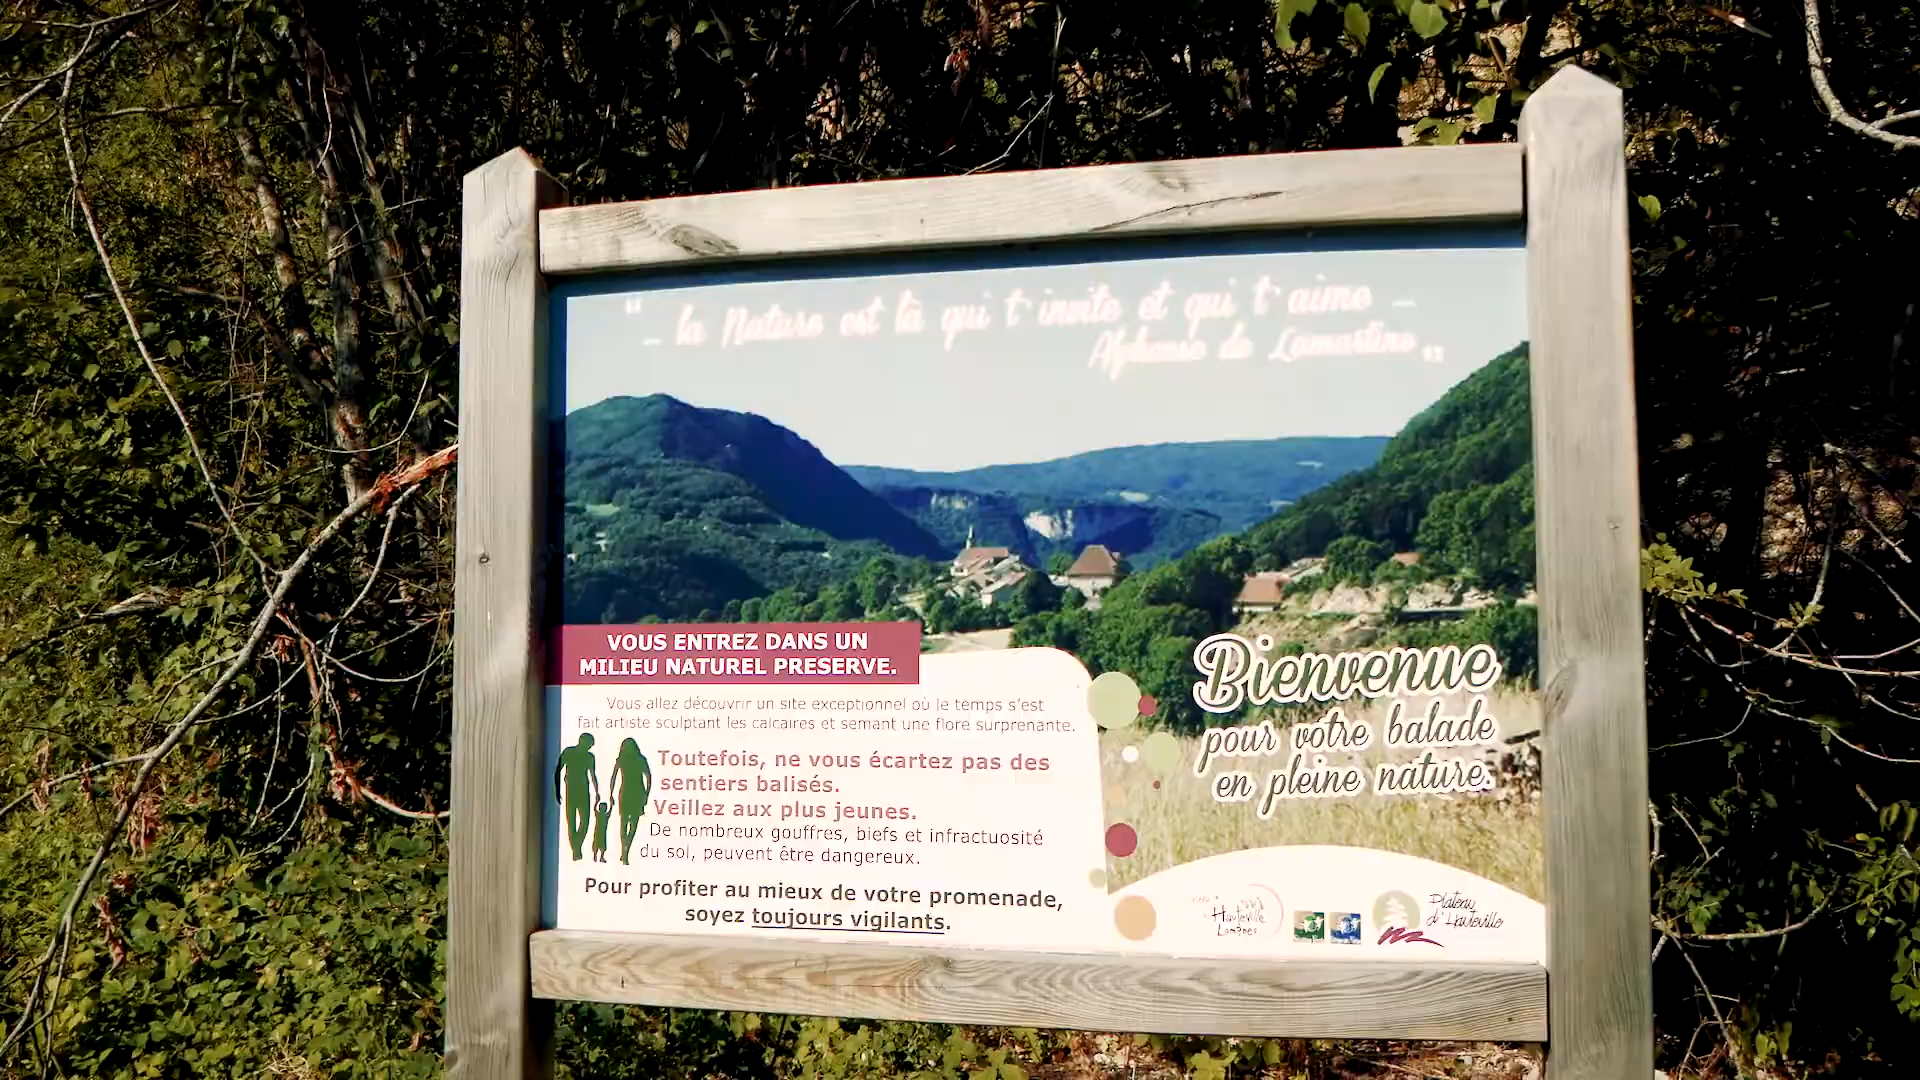 “ - la Nature est là qui t'invite et qui t'aime -
Alphonse de Lamartine „
VOUS ENTREZ DANS UN
MILIEU NATUREL PRESERVE.
Vous allez découvrir un site exceptionnel où le temps s'est
fait artiste sculptant les calcaires et semant une flore surprenante.
Toutefois, ne vous écartez pas des
sentiers balisés.
Veillez aux plus jeunes.
De nombreux gouffres, biefs et infractuosité
du sol, peuvent être dangereux.
Pour profiter au mieux de votre promenade,
soyez toujours vigilants.
Bienvenue
pour votre balade
en pleine nature.
Hauteville
Lompnes
Plateau
d'Hauteville